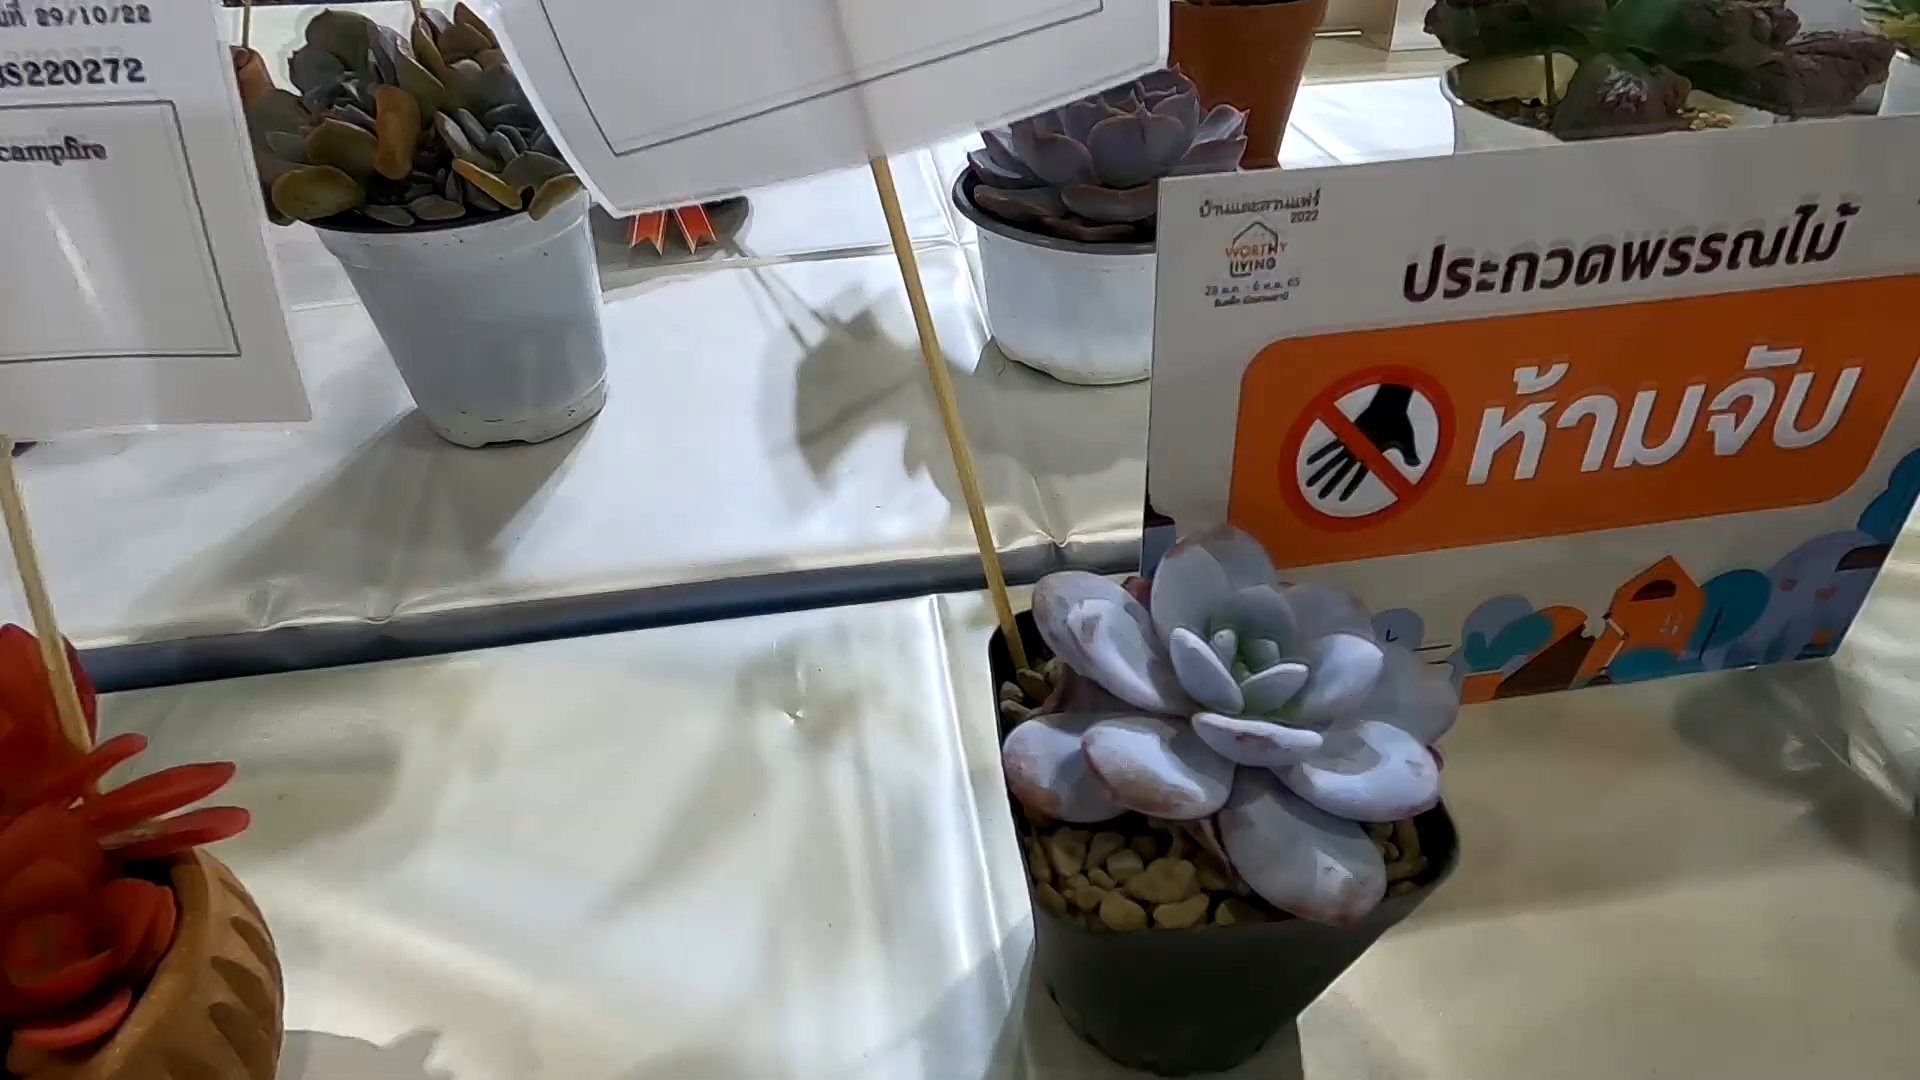 ที่ 29/10/22
S220272
campfire
บ้านและสวนแฟร์
2022
WORTHY
LIVING
ประกวดพรรณไม้
ห้ามจับ